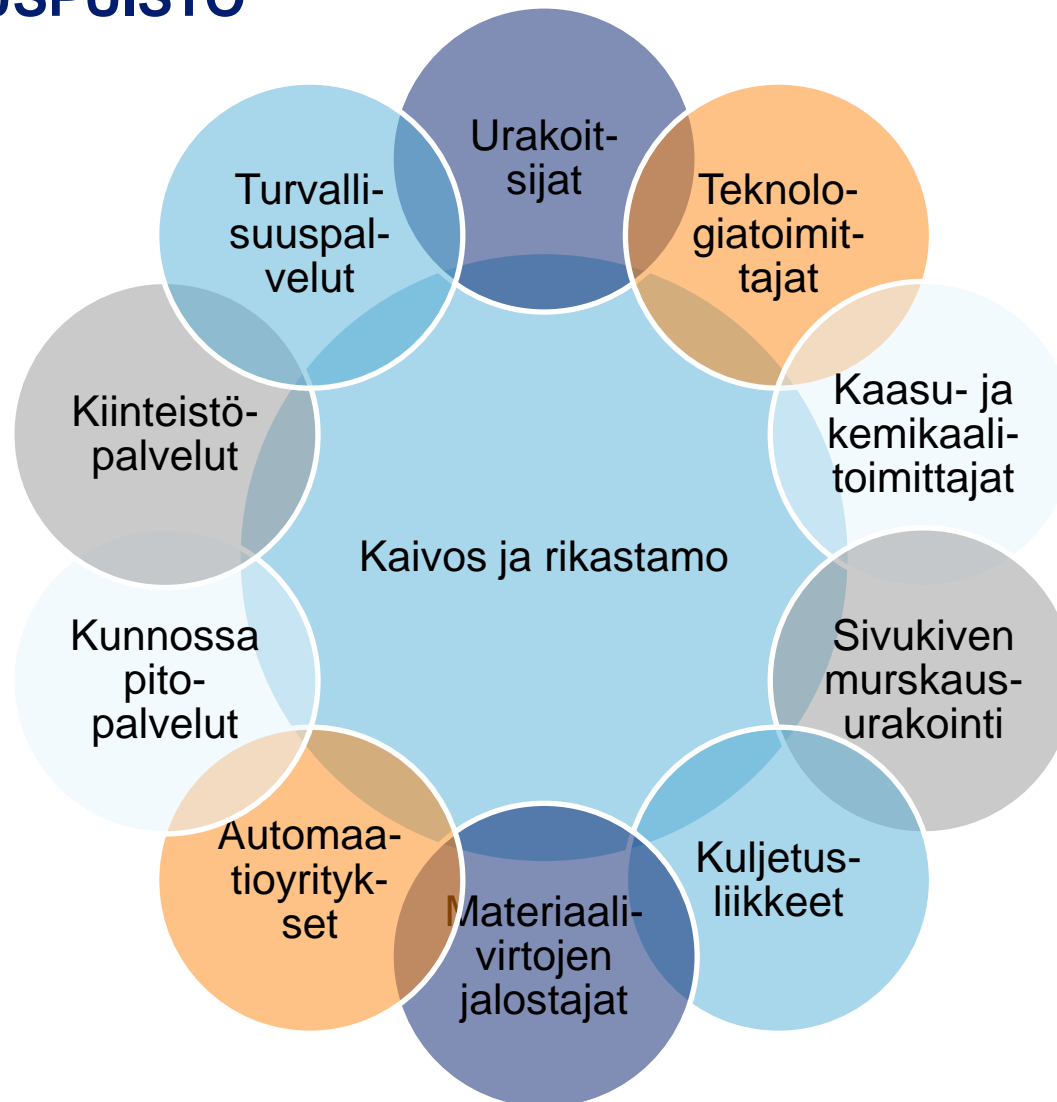 USPUISTO
Urakoit-
sijat
Teknolo-
giatoimit-
tajat
Kaasu- ja
kemikaali-
toimittajat
Sivukiven
murskaus-
urakointi
Kuljetus-
liikkeet
Materiaali-
virtojen
jalostajat
Automaa-
tioyrityk-
set
Kunnossa
pito-
palvelut
Kiinteistö-
palvelut
Turvalli-
suuspal-
velut
Kaivos ja rikastamo